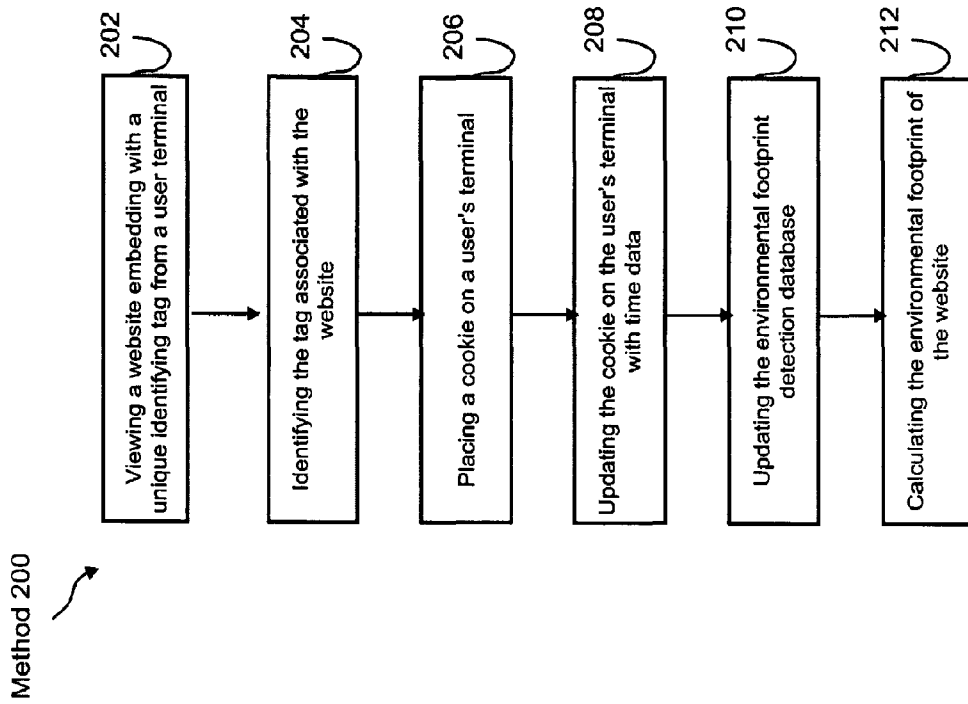 Method 200
Viewing a website embedding with a
unique identifying tag from a user terminal
202
Identifying the tag associated with the
website
204
Placing a cookie on a user's terminal
206
Updating the cookie on the user's terminal
with time data
208
Updating the environmental footprint
detection database
210
Calculating the environmental footprint of
the website
212